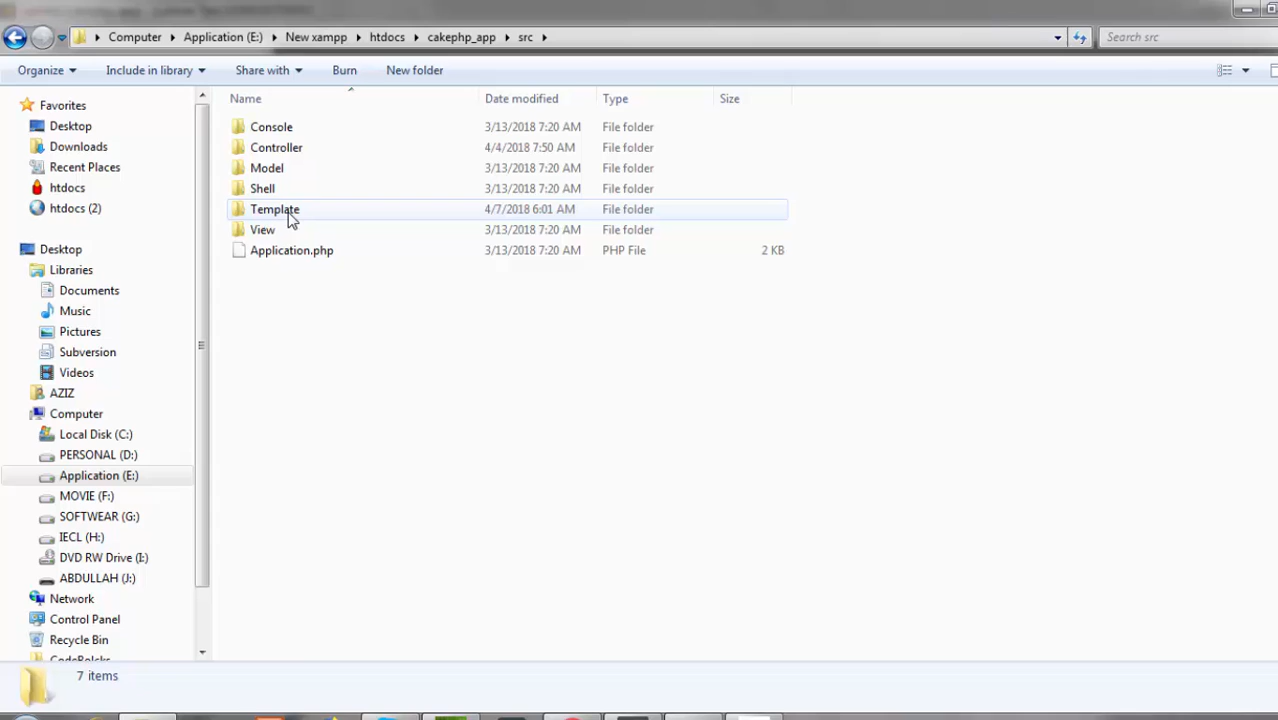 Computer Application (E:) New xampp htdocs cakephp_app src Search src
Organize Include in library Share with Burn New folder
Name Date modified Type Size
Favorites
Desktop
Downloads
Recent Places
htdocs
htdocs (2)
Desktop
Libraries
Documents
Music
Pictures
Subversion
Videos
AZIZ
Computer
Local Disk (C:)
PERSONAL (D:)
Application (E:)
MOVIE (F:)
SOFTWEAR (G:)
IECL (H:)
DVD RW Drive (I:)
ABDULLAH (J:)
Network
Control Panel
Recycle Bin
Console 3/13/2018 7:20 AM File folder
Controller 4/4/2018 7:50 AM File folder
Model 3/13/2018 7:20 AM File folder
Shell 3/13/2018 7:20 AM File folder
Template 4/7/2018 6:01 AM File folder
View 3/13/2018 7:20 AM File folder
Application.php 3/13/2018 7:20 AM PHP File 2 KB
7 items